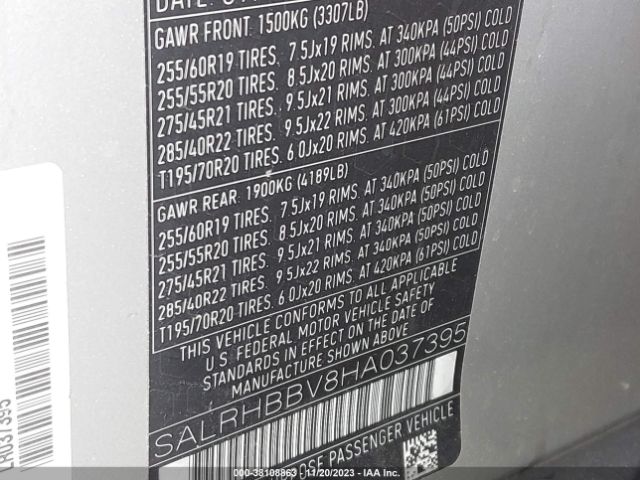 GAWR FRONT: 1500KG (3307LB)
255/60R19 TIRES, 7.5Jx19 RIMS, AT 340KPA (50PSI) COLD
255/55R20 TIRES, 8.5Jx20 RIMS, AT 300KPA (44PSI) COLD
275/45R21 TIRES, 9.5Jx21 RIMS, AT 300KPA (44PSI) COLD
285/40R22 TIRES, 9.5Jx22 RIMS, AT 300KPA (44PSI) COLD
T195/70R20 TIRES, 6.0Jx20 RIMS, AT 420KPA (61PSI) COLD
GAWR REAR: 1900KG (4189LB)
255/60R19 TIRES, 7.5Jx19 RIMS, AT 340KPA (50PSI) COLD
255/55R20 TIRES, 8.5Jx20 RIMS, AT 340KPA (50PSI) COLD
275/45R21 TIRES, 9.5Jx21 RIMS, AT 340KPA (50PSI) COLD
285/40R22 TIRES, 9.5Jx22 RIMS, AT 340KPA (50PSI) COLD
T195/70R20 TIRES, 6.0Jx20 RIMS, AT 420KPA (61PSI) COLD
THIS VEHICLE CONFORMS TO ALL APPLICABLE
U.S. FEDERAL MOTOR VEHICLE SAFETY
STANDARDS IN EFFECT ON THE DATE OF
MANUFACTURE SHOWN ABOVE
SALRHBBV8HA037395
PASSENGER VEHICLE
000-38108863 - 11/20/2023 - IAA Inc.